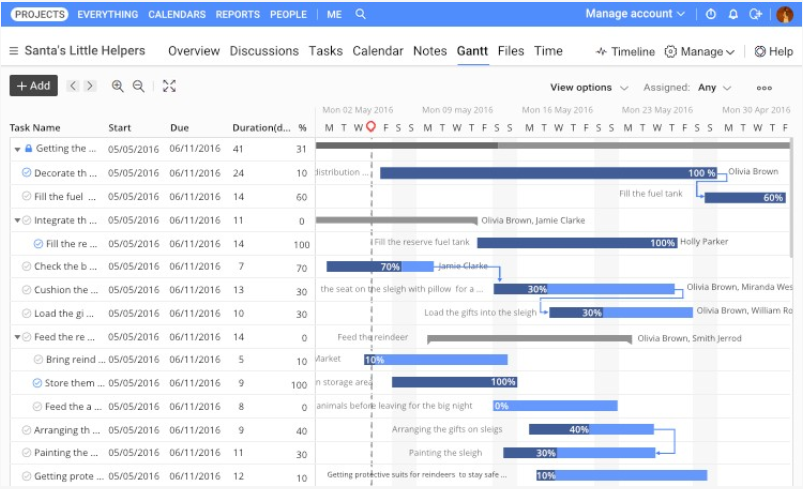 PROJECTS EVERYTHING CALENDARS REPORTS PEOPLE ME Manage account
Santa's Little Helpers Overview Discussions Tasks Calendar Notes Gantt Files Time Timeline Manage Help
+ Add View options Assigned: Any
Mon 02 May 2016 Mon 09 may 2016 Mon 16 May 2016 Mon 23 May 2016 Mon 30 Apr 2016
Task Name Start Due Duration(d... % M T W F S S M T W T F S S M T W T F S S M T W T F S S M T W T F
Getting the ... 05/05/2016 06/11/2016 41 31
Decorate th ... 05/05/2016 06/11/2016 24 10 distribution ... 100 % Olivia Brown
Fill the fuel ... 05/05/2016 06/11/2016 14 60 Fill the fuel tank 60%
Integrate th ... 05/05/2016 06/11/2016 11 0 Olivia Brown, Jamie Clarke
Fill the re ... 05/05/2016 06/11/2016 14 100 Fill the reserve fuel tank 100% Holly Parker
Check the b ... 05/05/2016 06/11/2016 7 70 70% Jamie Clarke
Cushion the ... 05/05/2016 06/11/2016 13 30 the seat on the sleigh with pillow for a ... 30% Olivia Brown, Miranda Wes
Load the gi ... 05/05/2016 06/11/2016 10 30 Load the gifts into the sleigh 30% Olivia Brown, William Ro
Feed the re ... 05/05/2016 06/11/2016 14 0 Feed the reindeer Olivia Brown, Smith Jerrod
Bring reind ... 05/05/2016 06/11/2016 5 10 Market 10%
Store them ... 05/05/2016 06/11/2016 9 100 n storage area 100%
Feed the a ... 05/05/2016 06/11/2016 8 0 animals before leaving for the big night 0%
Arranging th ... 05/05/2016 06/11/2016 9 40 Arranging the gifts on sleigs 40%
Painting the ... 05/05/2016 06/11/2016 11 30 Painting the sleigh 30%
Getting prote ... 05/05/2016 06/11/2016 12 10 Getting protective suits for reindeers to stay safe ... 10%